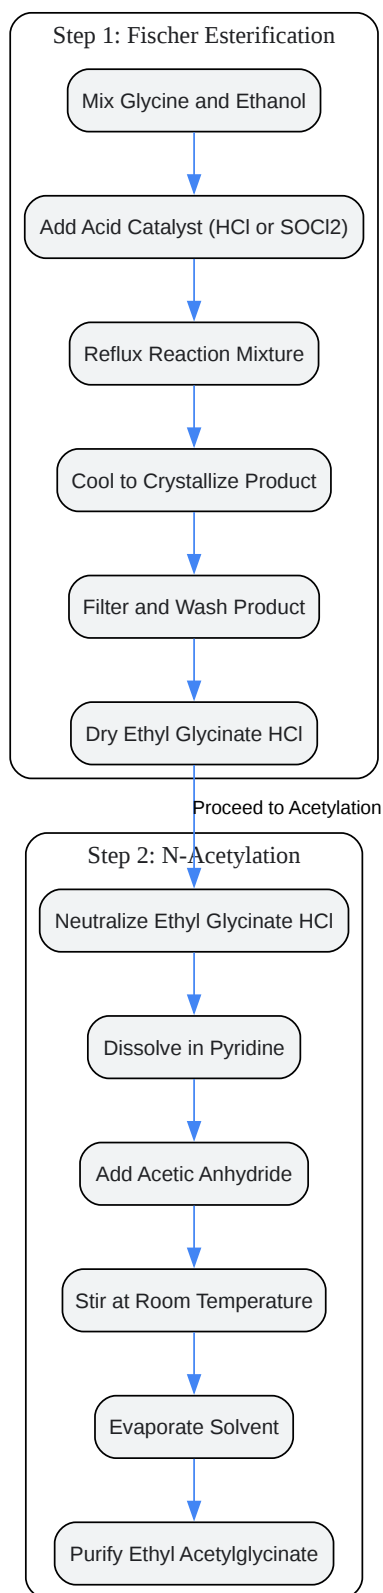 Step 1: Fischer Esterification
Mix Glycine and Ethanol
Add Acid Catalyst (HCl or SOCl2)
Reflux Reaction Mixture
Cool to Crystallize Product
Filter and Wash Product
Dry Ethyl Glycinate HCl
Proceed to Acetylation
Step 2: N-Acetylation
Neutralize Ethyl Glycinate HCl
Dissolve in Pyridine
Add Acetic Anhydride
Stir at Room Temperature
Evaporate Solvent
Purify Ethyl Acetylglycinate